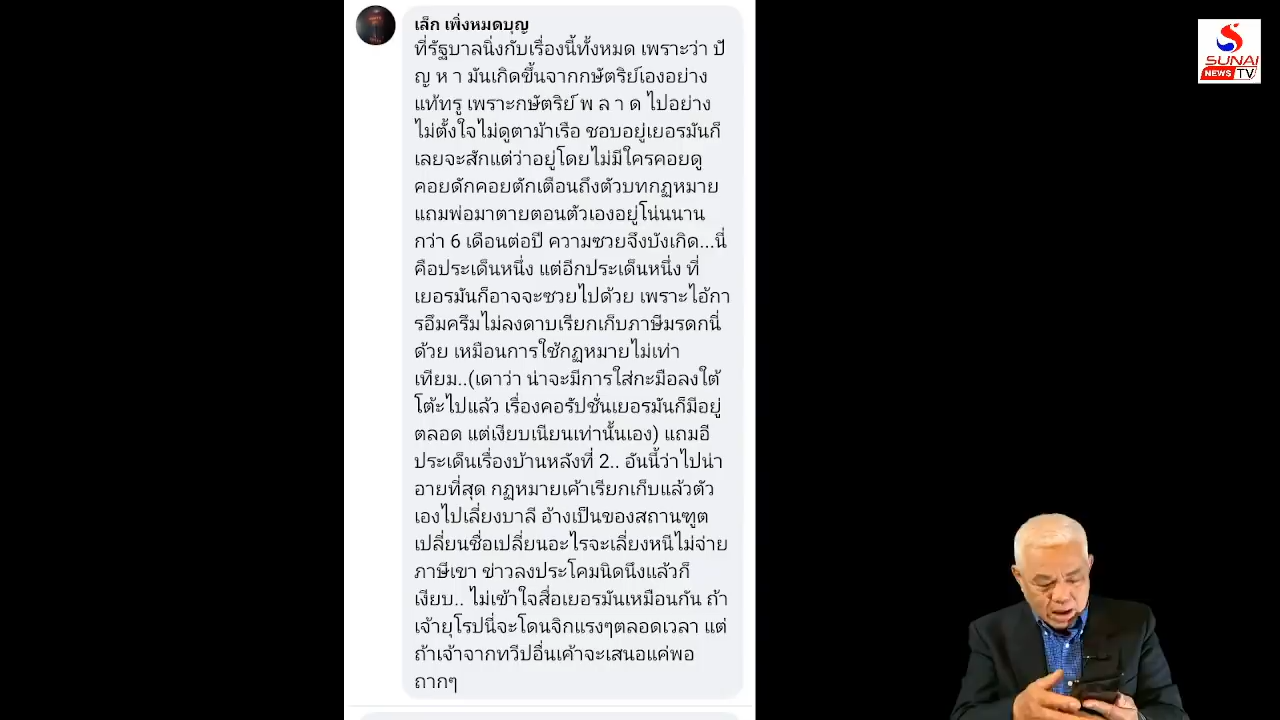 เล็ก เพิ่งหมดบุญ
ที่รัฐบาลนิ่งกับเรื่องนี้ทั้งหมด เพราะว่า ปั
ญ ห า มันเกิดขึ้นจากกษัตริย์เองอย่าง
แท้ทรู เพราะกษัตริย์ พ ล า ด ไปอย่าง
ไม่ตั้งใจไม่ดูตาม้าเรือ ชอบอยู่เยอรมันก็
เลยจะสักแต่ว่าอยู่โดยไม่มีใครคอยดู
คอยดักคอยตักเตือนถึงตัวบทกฏหมาย
แถมพ่อมาตายตอนตัวเองอยู่โน่นนาน
กว่า 6 เดือนต่อปี ความซวยจึงบังเกิด...นี่
คือประเด็นหนึ่ง แต่อีกประเด็นหนึ่ง ที่
เยอรมันก็อาจจะซวยไปด้วย เพราะไอ้กา
รอึมครึมไม่ลงดาบเรียกเก็บภาษีมรดกนี่
ด้วย เหมือนการใช้กฏหมายไม่เท่า
เทียม..(เดาว่า น่าจะมีการใส่กะมือลงใต้
โต๊ะไปแล้ว เรื่องคอรัปชั่นเยอรมันก็มีอยู่
ตลอด แต่เงียบเนียนเท่านั้นเอง) แถมอี
ประเด็นเรื่องบ้านหลังที่ 2.. อันนี้ว่าไปน่า
อายที่สุด กฏหมายเค้าเรียกเก็บแล้วตัว
เองไปเลี่ยงบาลี อ้างเป็นของสถานฑูต
เปลี่ยนชื่อเปลี่ยนอะไรจะเลี่ยงหนีไม่จ่าย
ภาษีเขา ข่าวลงประโคมนิดนึงแล้วก็
เงียบ.. ไม่เข้าใจสื่อเยอรมันเหมือนกัน ถ้า
เจ้ายุโรปนี่จะโดนจิกแรงๆตลอดเวลา แต่
ถ้าเจ้าจากทวีปอื่นเค้าจะเสนอแค่พอ
ถากๆ
SUNAI
NEWS TV